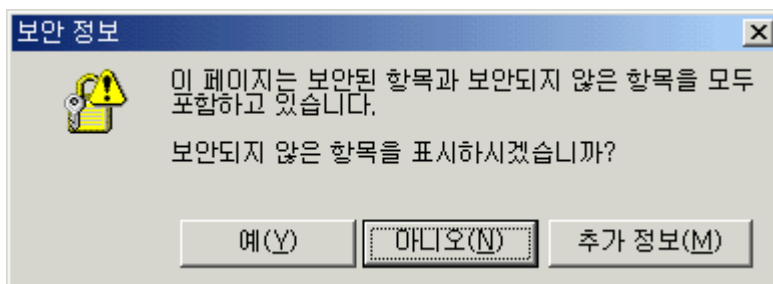 보안 정보
이 페이지는 보안된 항목과 보안되지 않은 항목을 모두
포함하고 있습니다.
보안되지 않은 항목을 표시하시겠습니까?
예(Y) 아니오(N) 추가 정보(M)